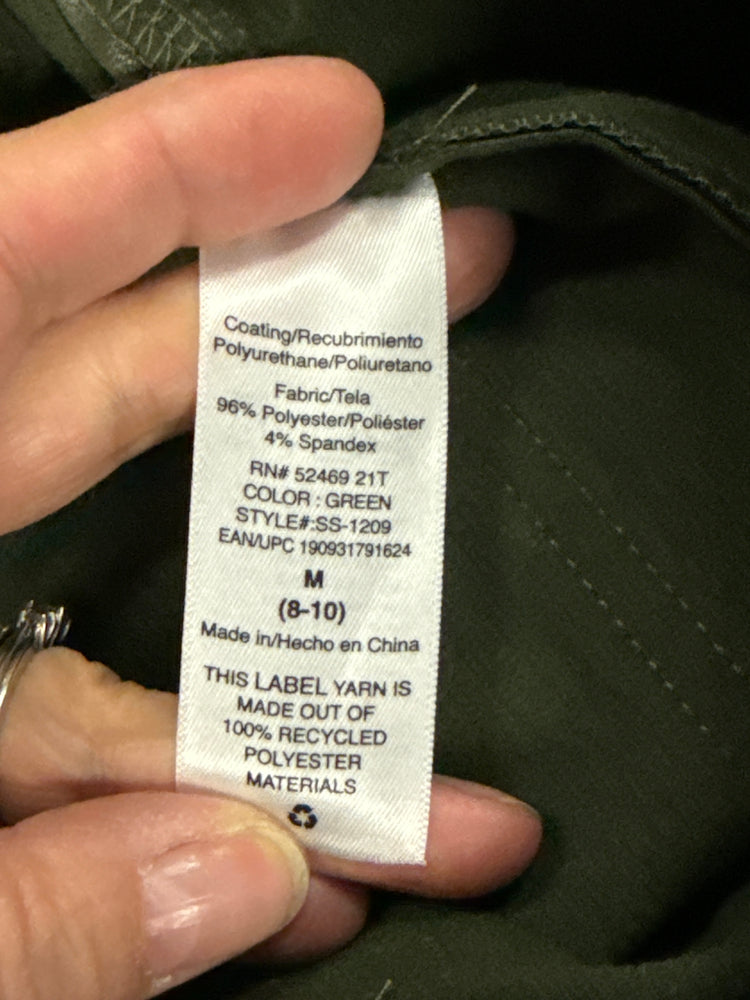 Coating/Recubrimiento
Polyurethane/Poliuretano
Fabric/Tela
96% Polyester/Poliéster
4% Spandex
RN# 52469 21T
COLOR : GREEN
STYLE#:SS-1209
EAN/UPC 190931791624
M
(8-10)
Made in/Hecho en China
THIS LABEL YARN IS
MADE OUT OF
100% RECYCLED
POLYESTER
MATERIALS